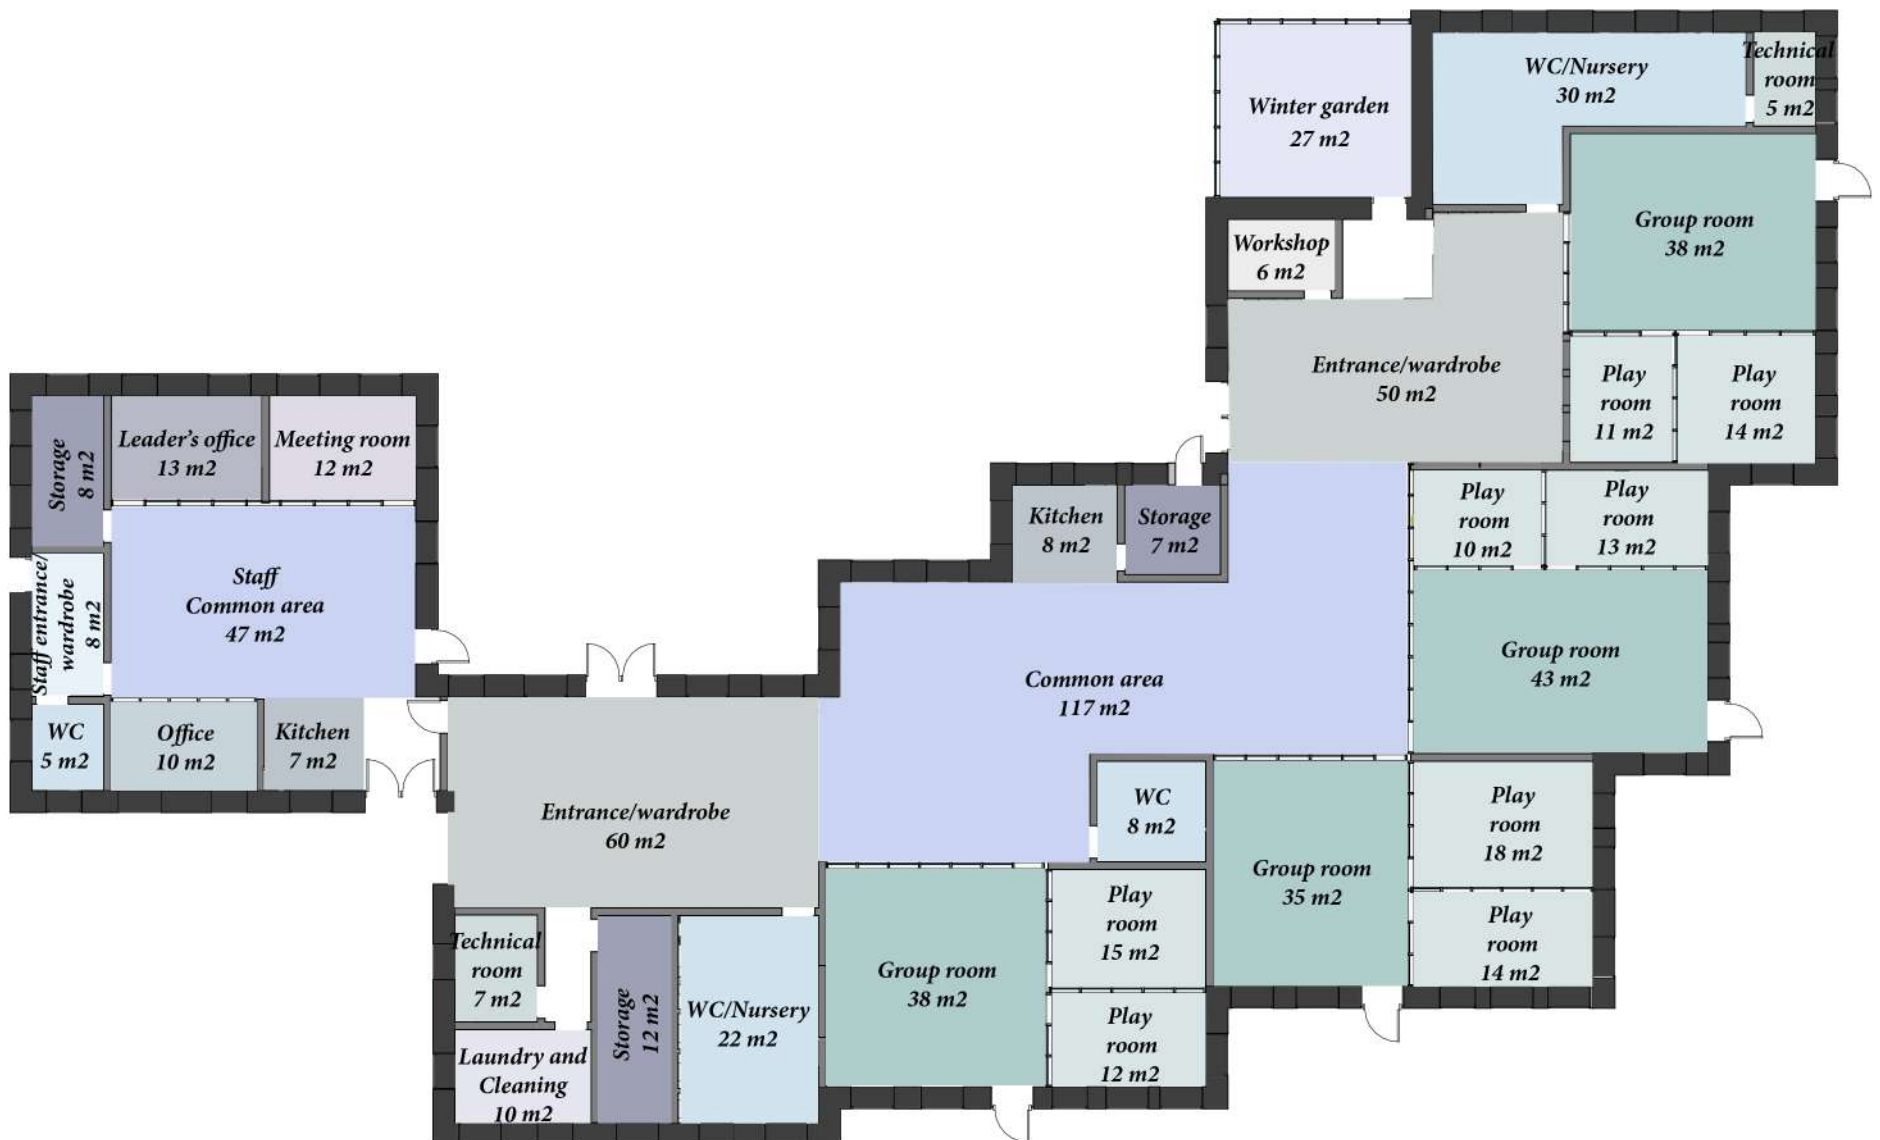 WC/Nursery
30 m2
Technical
room
5 m2
Winter garden
27 m2
Workshop
6 m2
Group room
38 m2
Entrance/wardrobe
50 m2
Play
room
11 m2
Play
room
14 m2
Storage
8 m2
Leader's office
13 m2
Meeting room
12 m2
Staff
Common area
47 m2
Staff entrance/
wardrobe
8 m2
WC
5 m2
Office
10 m2
Kitchen
7 m2
Kitchen
8 m2
Storage
7 m2
Play
room
10 m2
Play
room
13 m2
Group room
43 m2
Common area
117 m2
Entrance/wardrobe
60 m2
WC
8 m2
Group room
35 m2
Play
room
18 m2
Play
room
14 m2
Technical
room
7 m2
Laundry and
Cleaning
10 m2
Storage
12 m2
WC/Nursery
22 m2
Group room
38 m2
Play
room
15 m2
Play
room
12 m2